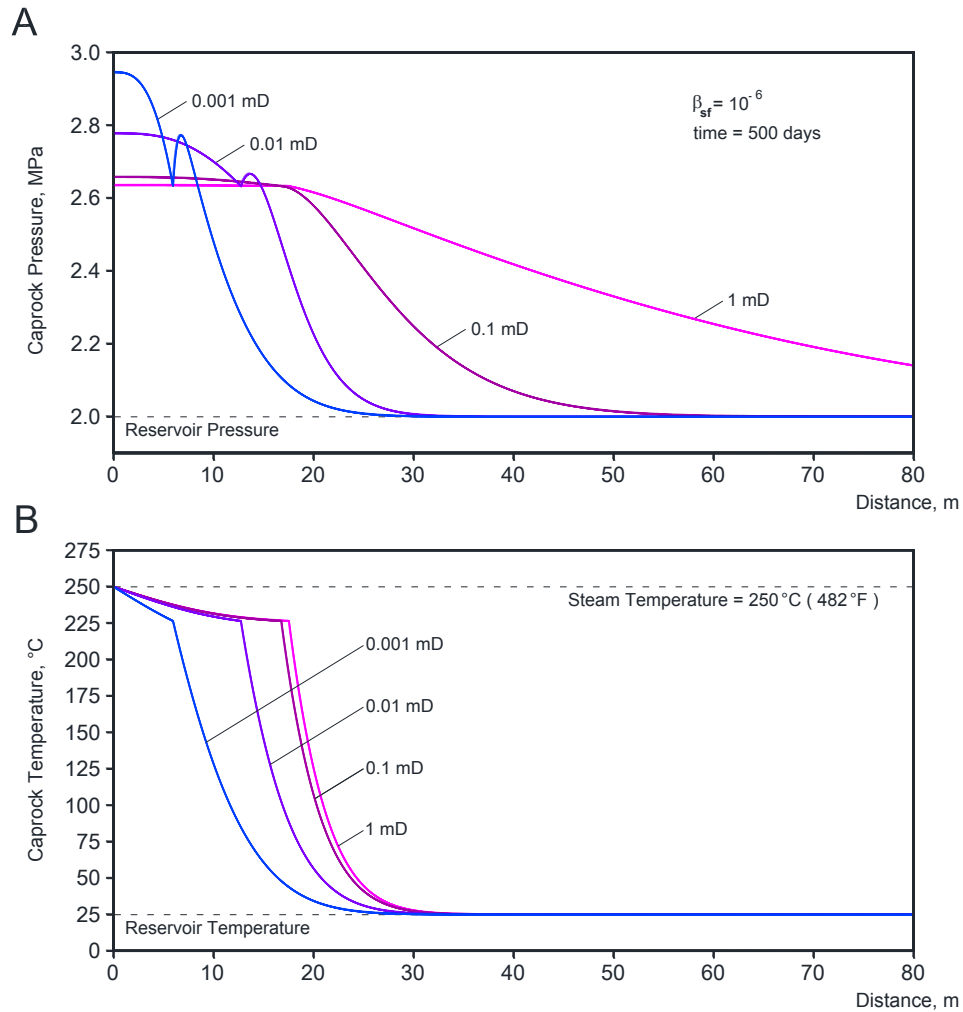 A
3.0
2.8
2.6
2.4
2.2
2.0
Caprock Pressure, MPa
0.001 mD
0.01 mD
βsf = 10-6
time = 500 days
1 mD
0.1 mD
Reservoir Pressure
0 10 20 30 40 50 60 70 80
Distance, m
B
275
250
225
200
175
150
125
100
75
50
25
0
Caprock Temperature, °C
Steam Temperature = 250 °C ( 482 °F )
0.001 mD
0.01 mD
0.1 mD
1 mD
Reservoir Temperature
0 10 20 30 40 50 60 70 80
Distance, m